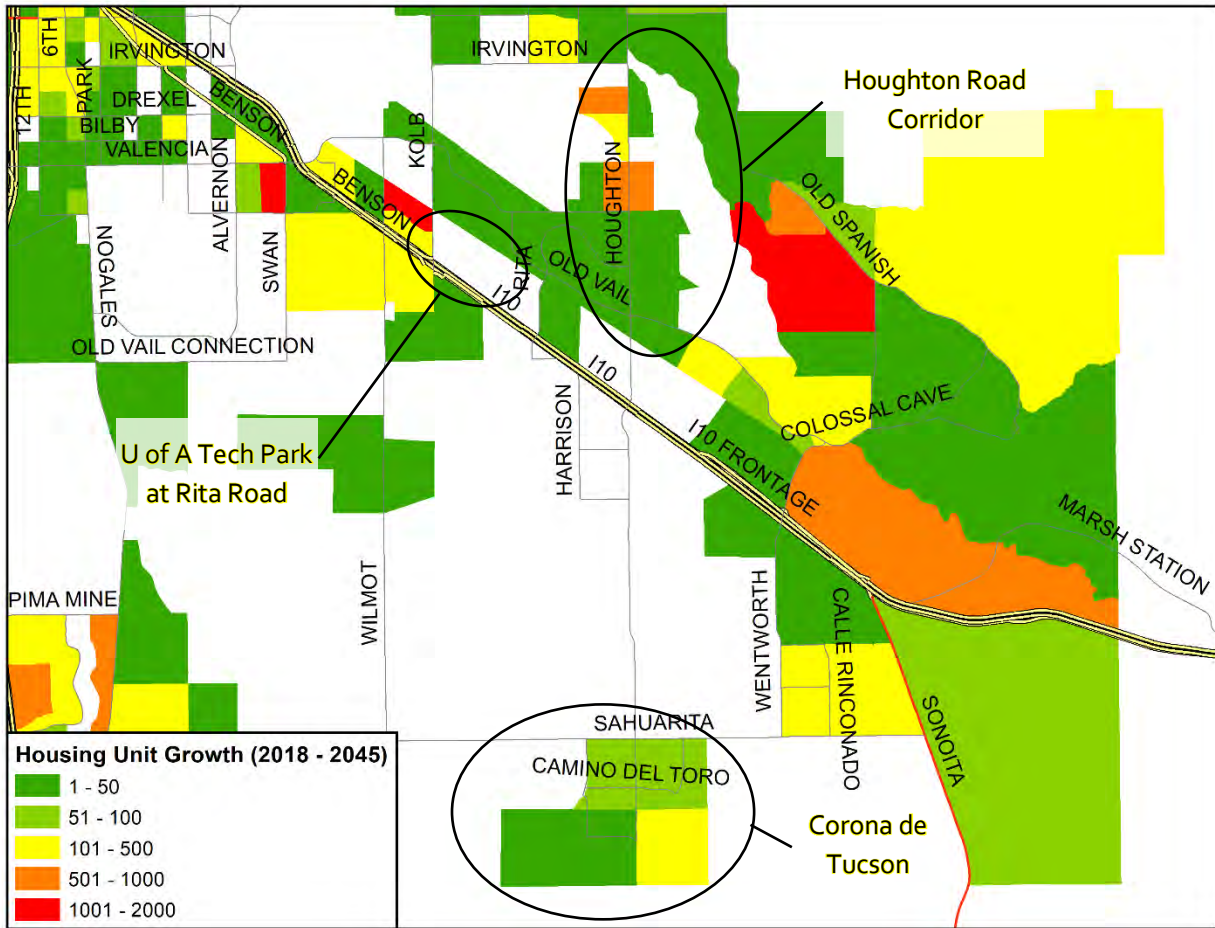 6TH
IRVINGTON
IRVINGTON
Houghton Road
Corridor
12TH
PARK
DREXEL
BENSON
BILBY
VALENCIA
KOLB
ALVERNON
BENSON
HOUGHTON
OLD SPANISH
NOGALES
SWAN
RITA
OLD VAIL
I10
OLD VAIL CONNECTION
I10
COLOSSAL CAVE
U of A Tech Park
at Rita Road
HARRISON
I10 FRONTAGE
MARSH STATION
PIMA MINE
WILMOT
WENTWORTH
CALLE RINCONADO
SONOITA
SAHUARITA
CAMINO DEL TORO
Corona de
Tucson
Housing Unit Growth (2018 - 2045)
1 - 50
51 - 100
101 - 500
501 - 1000
1001 - 2000